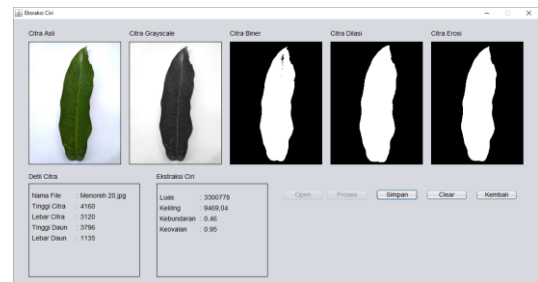 Ekstraksi Ciri
Citra Asli
Citra Grayscale
Citra Biner
Citra Dilasi
Citra Erosi
Detil Citra
Nama File : Menoreh 20.jpg
Tinggi Citra : 4160
Lebar Citra : 3120
Tinggi Daun : 3796
Lebar Daun : 1135
Ekstraksi Ciri
Luas : 3300778
Keliling : 9469,04
Kebundaran : 0,46
Keovalan : 0,95
Open
Proses
Simpan
Clear
Kembali